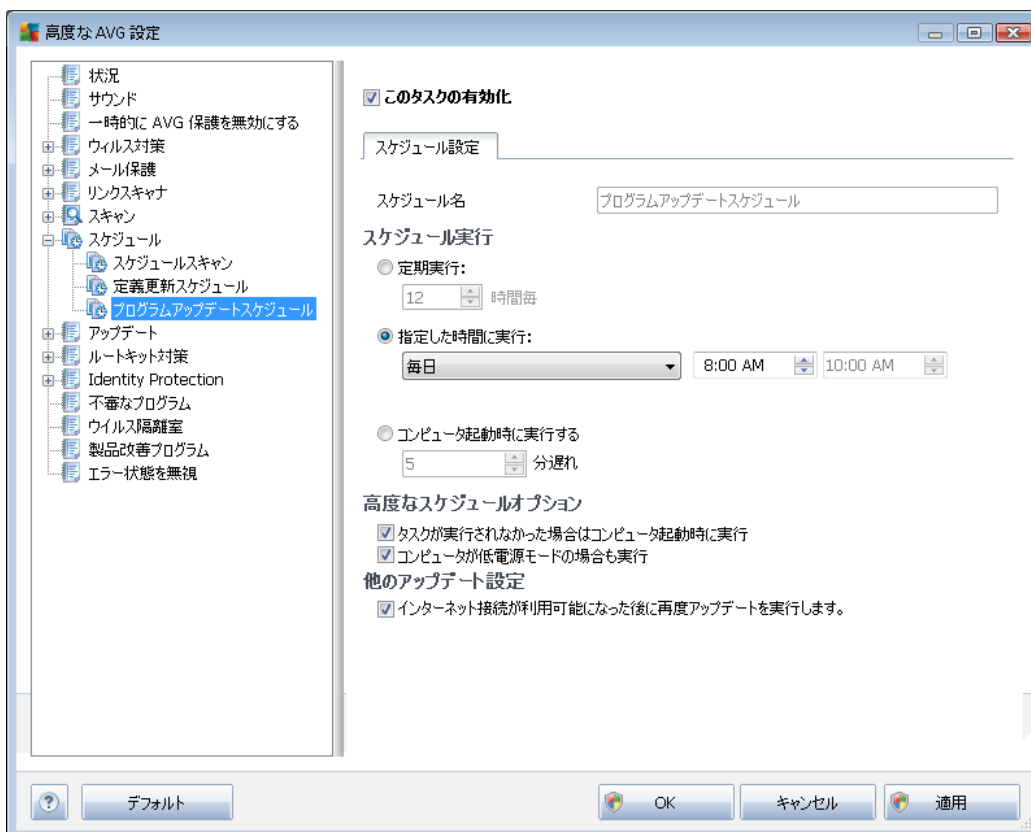 高度な AVG 設定
状況
サウンド
一時的に AVG 保護を無効にする
ウィルス対策
メール保護
リンクスキャナ
スキャン
スケジュール
スケジュールスキャン
定義更新スケジュール
プログラムアップデートスケジュール
アップデート
ルートキット対策
Identity Protection
不審なプログラム
ウイルス隔離室
製品改善プログラム
エラー状態を無視
このタスクの有効化
スケジュール設定
スケジュール名 プログラムアップデートスケジュール
スケジュール実行
定期実行:
12 時間毎
指定した時間に実行:
毎日 8:00 AM 10:00 AM
コンピュータ起動時に実行する
5 分遅れ
高度なスケジュールオプション
タスクが実行されなかった場合はコンピュータ起動時に実行
コンピュータが低電源モードの場合も実行
他のアップデート設定
インターネット接続が利用可能になった後に再度アップデートを実行します。
? デフォルト OK キャンセル 適用